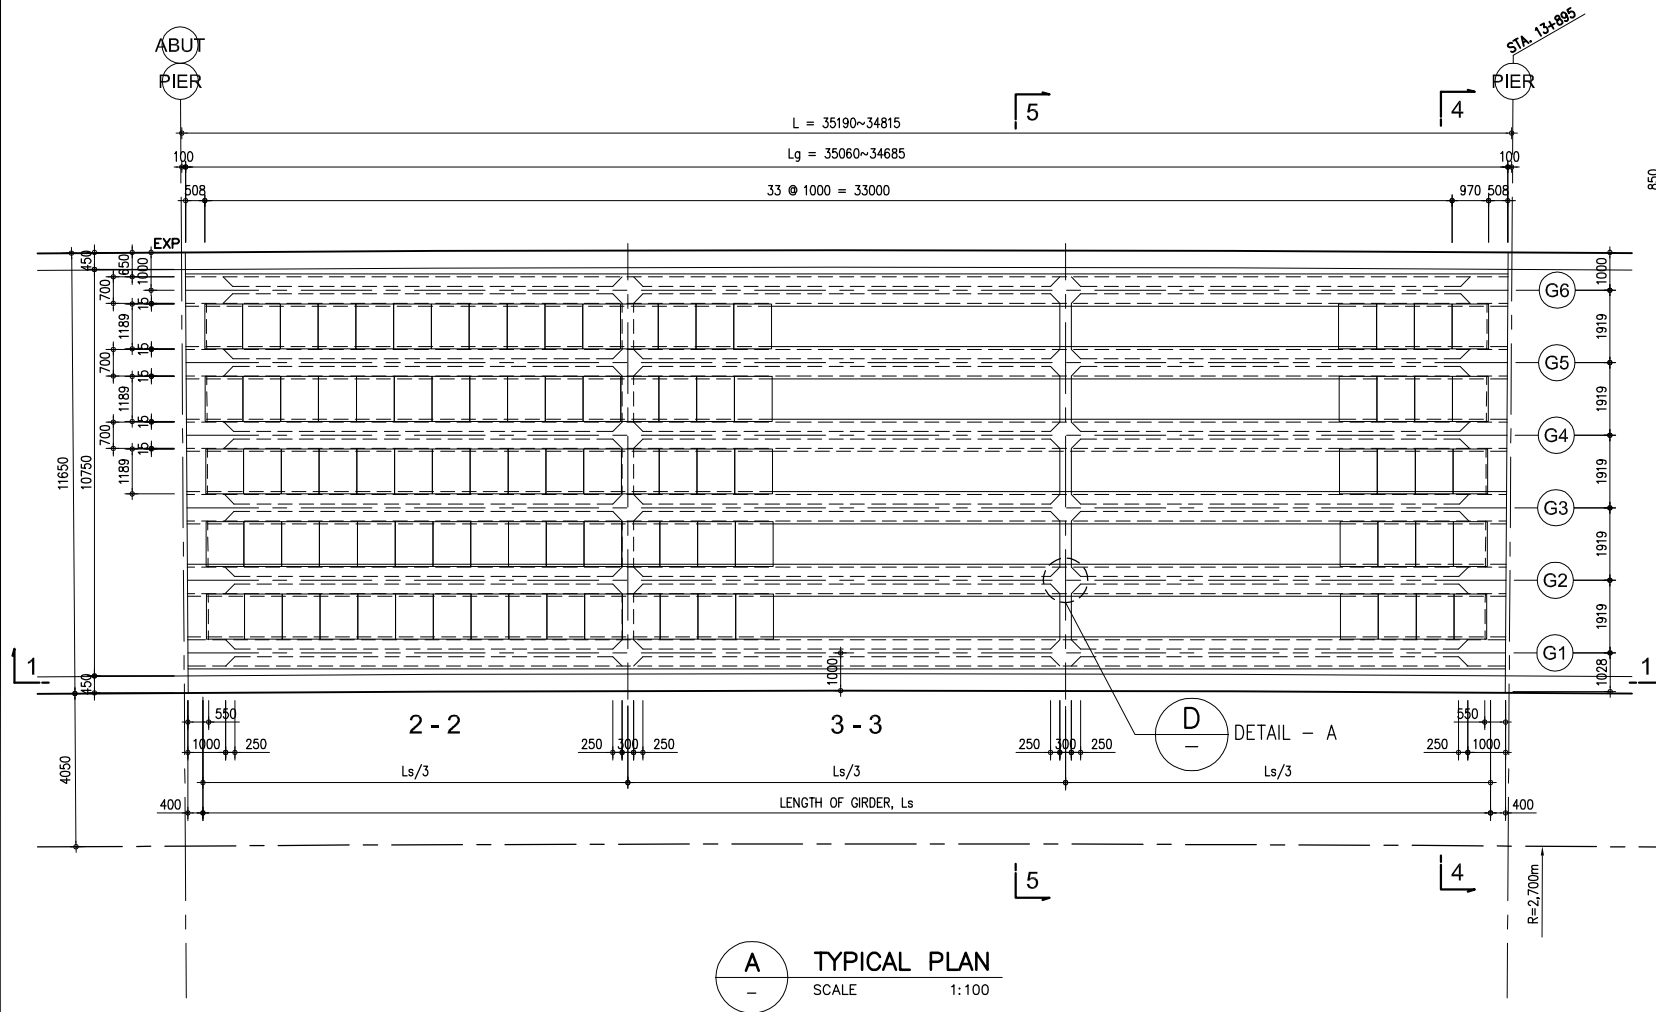 STA. 13+895
ABUT
PIER
PIER
5
4
L = 35190~34815
100
Lg = 35060~34685
100
508
33 @ 1000 = 33000
970
508
850
EXP
450
650
1000
700
15
1189
15
700
15
1189
15
700
15
1189
11650
10750
450
4050
G6
G5
G4
G3
G2
G1
1000
1919
1919
1919
1919
1919
1028
1
1
1000
550
2 - 2
3 - 3
550
D
-
DETAIL - A
1000
250
250
300
250
250
300
250
250
1000
Ls/3
Ls/3
Ls/3
400
LENGTH OF GIRDER, Ls
400
5
4
R=2,700m
A
-
TYPICAL PLAN
SCALE 1:100